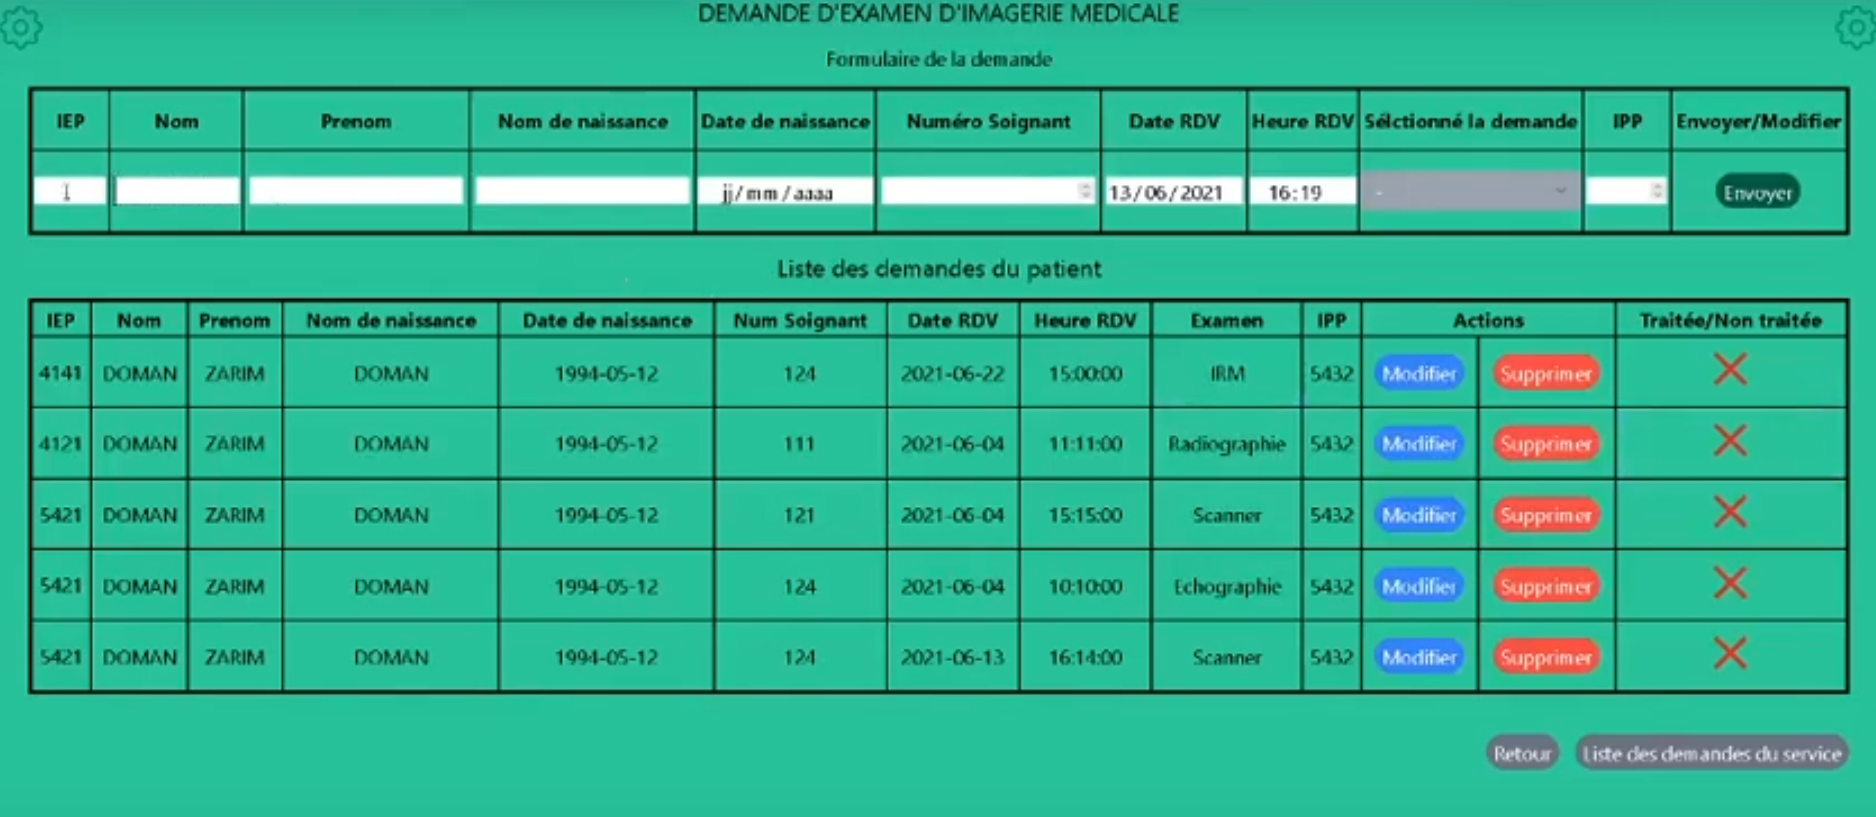 DEMANDE D'EXAMEN D'IMAGERIE MEDICALE
Formulaire de la demande
IEP Nom Prenom Nom de naissance Date de naissance Numéro Soignant Date RDV Heure RDV Sélctionné la demande IPP Envoyer/Modifier
jj/mm/aaaa 13/06/2021 16:19 - Envoyer
Liste des demandes du patient
IEP Nom Prenom Nom de naissance Date de naissance Num Soignant Date RDV Heure RDV Examen IPP Actions Traitée/Non traitée
4141 DOMAN ZARIM DOMAN 1994-05-12 124 2021-06-22 15:00:00 IRM 5432 Modifier Supprimer
4121 DOMAN ZARIM DOMAN 1994-05-12 111 2021-06-04 11:11:00 Radiographie 5432 Modifier Supprimer
5421 DOMAN ZARIM DOMAN 1994-05-12 121 2021-06-04 15:15:00 Scanner 5432 Modifier Supprimer
5421 DOMAN ZARIM DOMAN 1994-05-12 124 2021-06-04 10:10:00 Echographie 5432 Modifier Supprimer
5421 DOMAN ZARIM DOMAN 1994-05-12 124 2021-06-13 16:14:00 Scanner 5432 Modifier Supprimer
Retour Liste des demandes du service